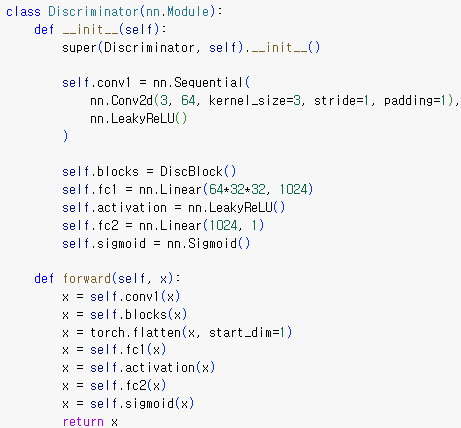 class Discriminator(nn.Module):
    def __init__(self):
        super(Discriminator, self).__init__()

        self.conv1 = nn.Sequential(
            nn.Conv2d(3, 64, kernel_size=3, stride=1, padding=1),
            nn.LeakyReLU()
        )

        self.blocks = DiscBlock()
        self.fc1 = nn.Linear(64*32*32, 1024)
        self.activation = nn.LeakyReLU()
        self.fc2 = nn.Linear(1024, 1)
        self.sigmoid = nn.Sigmoid()

    def forward(self, x):
        x = self.conv1(x)
        x = self.blocks(x)
        x = torch.flatten(x, start_dim=1)
        x = self.fc1(x)
        x = self.activation(x)
        x = self.fc2(x)
        x = self.sigmoid(x)
        return x